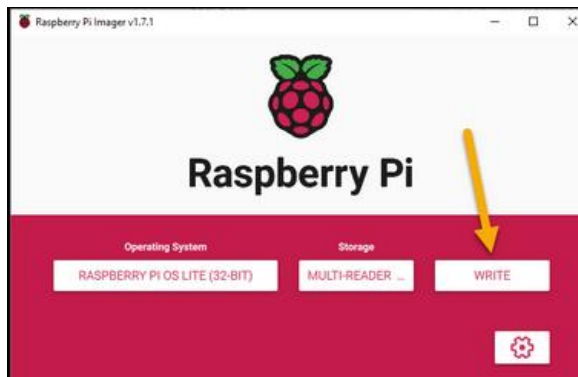 Raspberry Pi Imager v1.7.1
Raspberry Pi
Operating System
Storage
RASPBERRY PI OS LITE (32-BIT)
MULTI-READER ...
WRITE